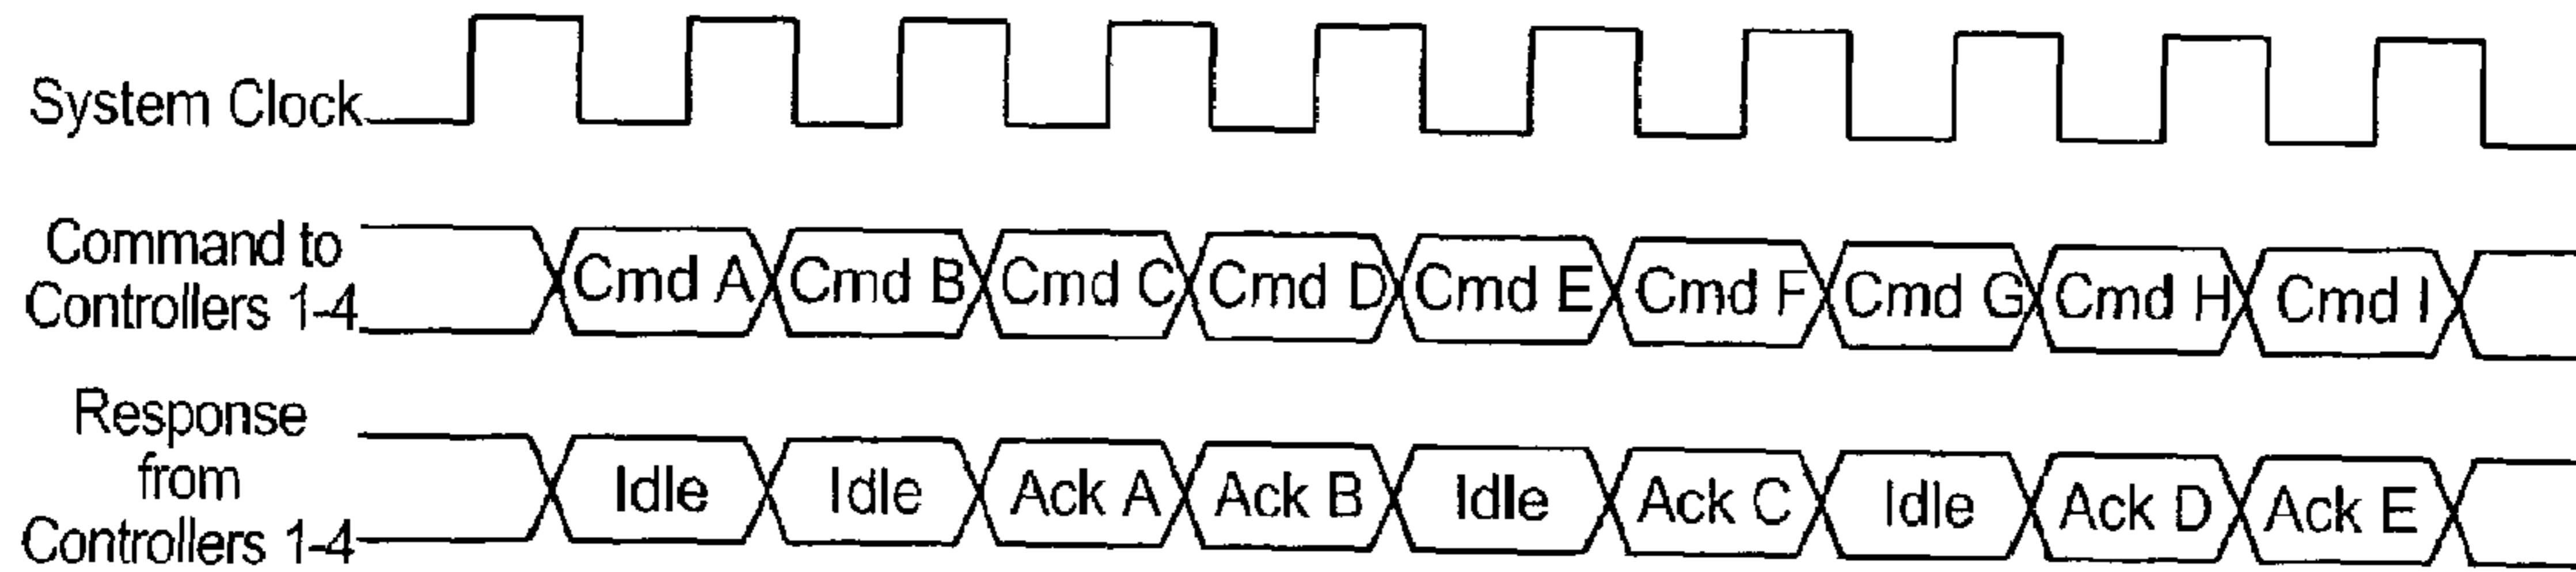 System Clock
Command to
Controllers 1-4
Cmd A Cmd B Cmd C Cmd D Cmd E Cmd F Cmd G Cmd H Cmd I
Response
from
Controllers 1-4
Idle Idle Ack A Ack B Idle Ack C Idle Ack D Ack E